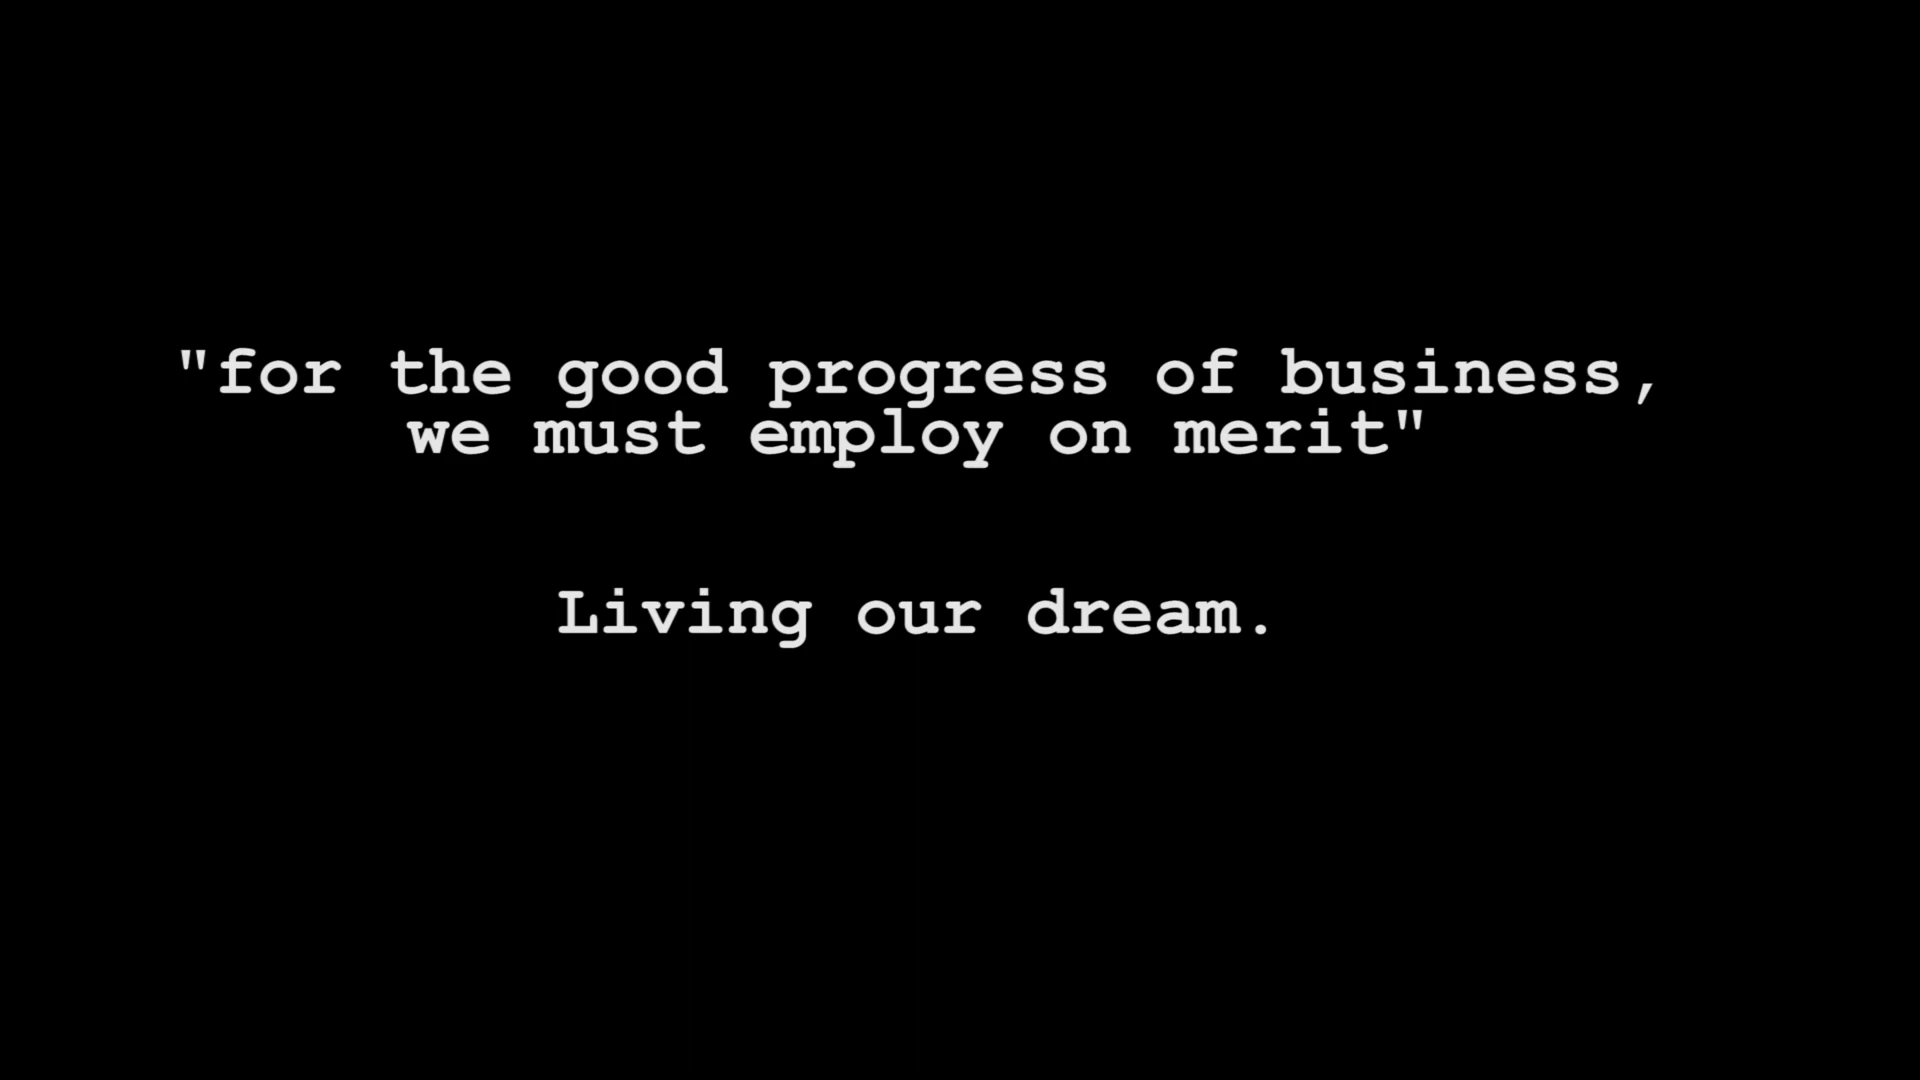 "for the good progress of business,
we must employ on merit"
Living our dream.